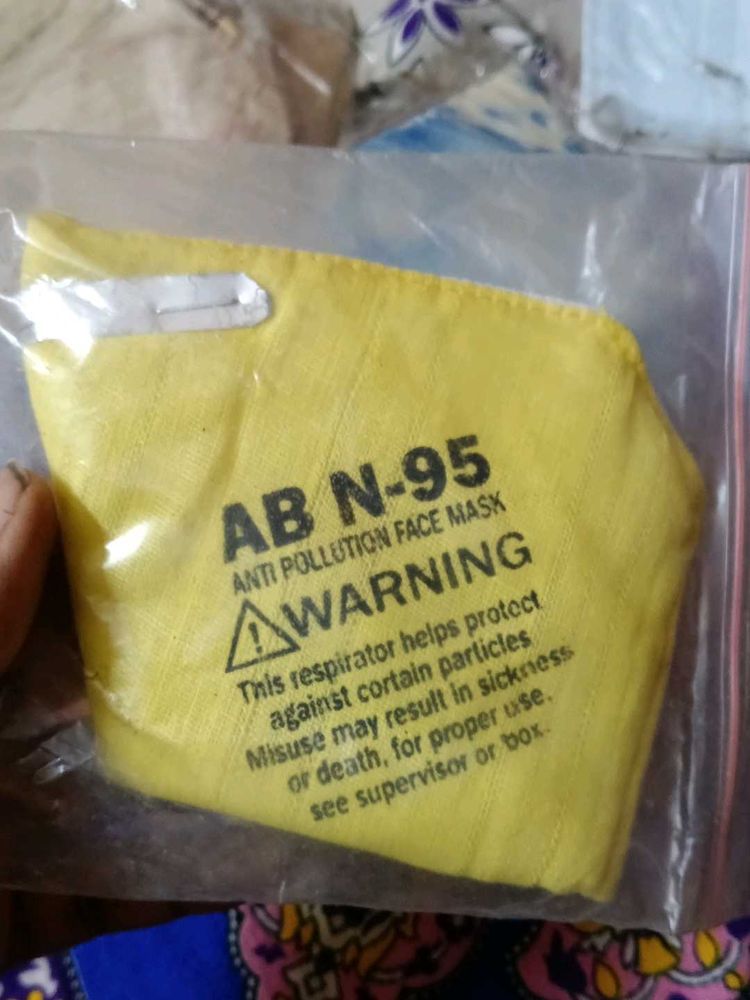 AB N-95
ANTI POLLUTION FACE MASK
WARNING
This respirator helps protect
against certain particles
Misuse may result in sickness
or death, for proper use,
see supervisor or box.